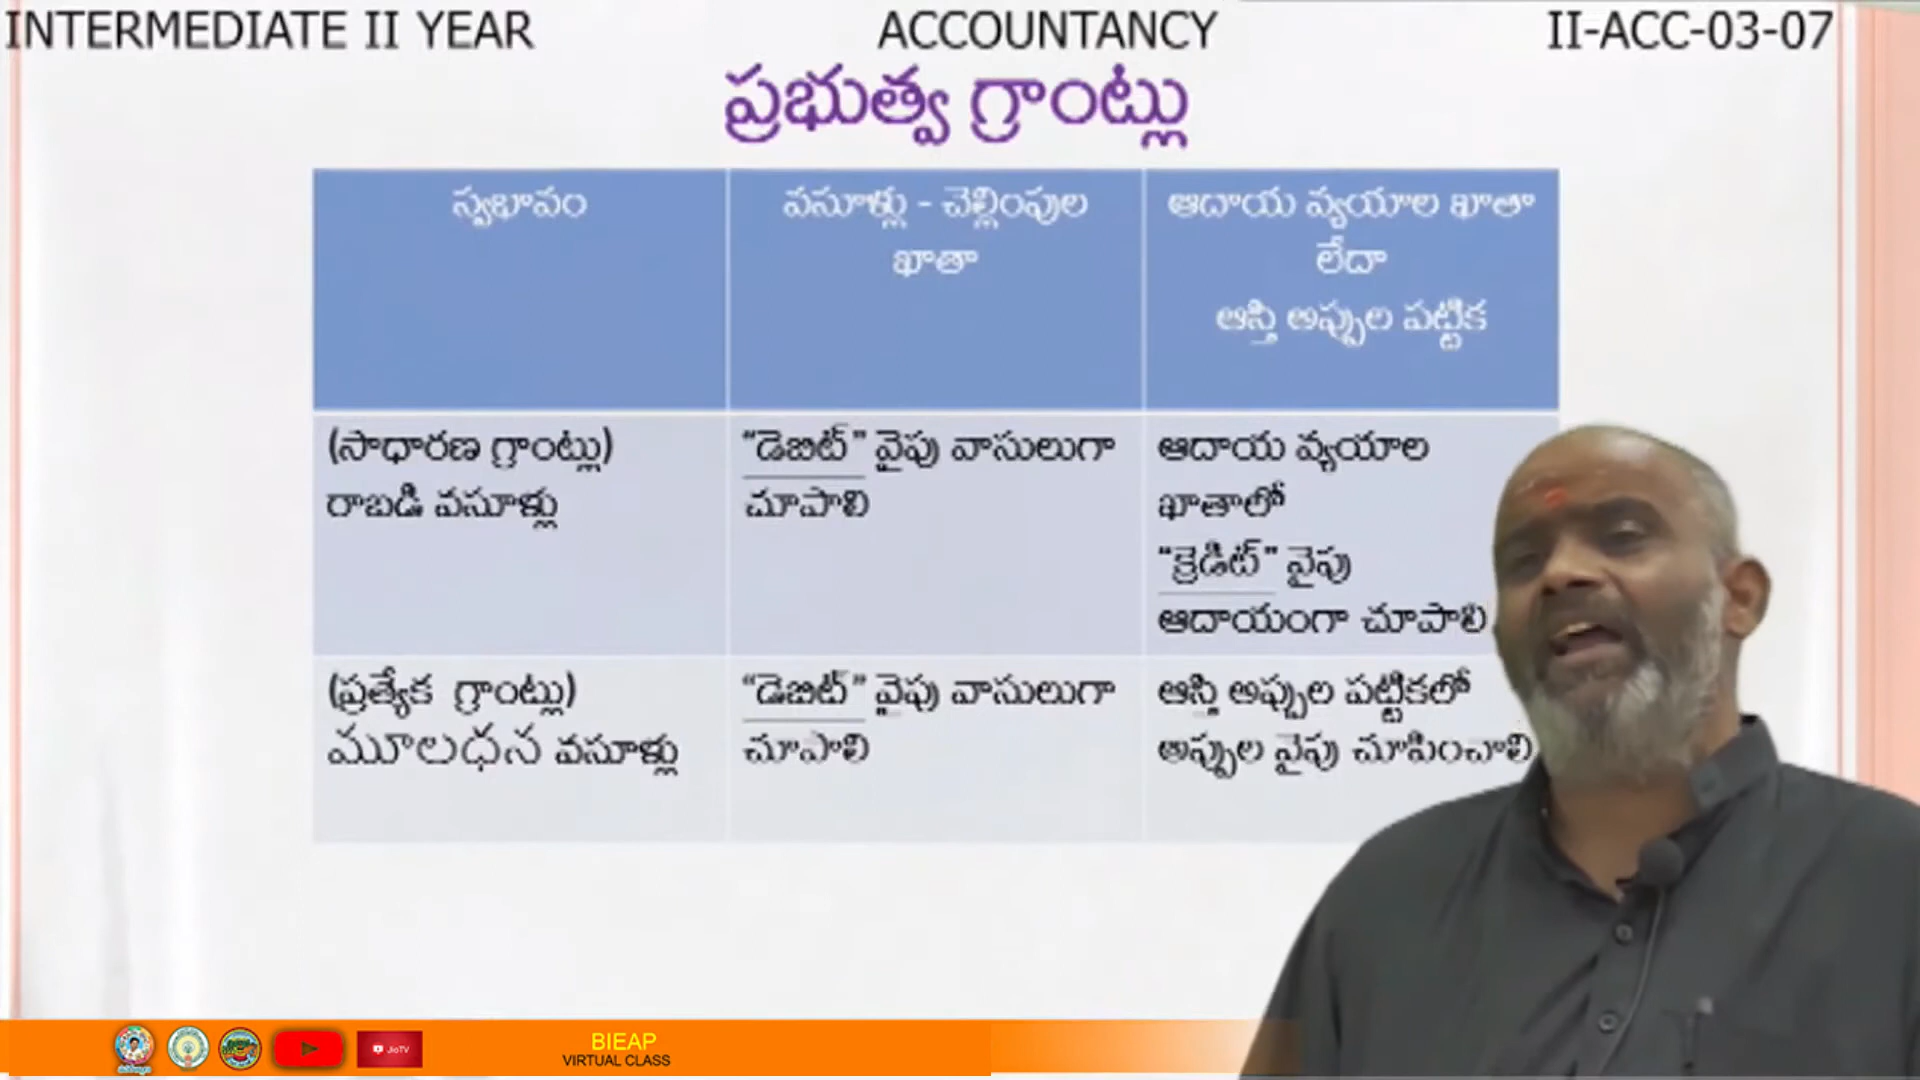 INTERMEDIATE II YEAR ACCOUNTANCY II-ACC-03-07
ప్రభుత్వ గ్రాంట్లు
స్వభావం
వసూళ్లు - చెల్లింపుల
ఖాతా
ఆదాయ వ్యయాల ఖాతా
లేదా
ఆస్తి అప్పుల పట్టిక
(సాధారణ గ్రాంట్లు)
రాబడి వసూళ్లు
“డెబిట్” వైపు వాసులుగా
చూపాలి
ఆదాయ వ్యయాల
ఖాతాలో
“క్రెడిట్” వైపు
ఆదాయంగా చూపాలి
(ప్రత్యేక గ్రాంట్లు)
మూలధన వసూళ్లు
“డెబిట్” వైపు వాసులుగా
చూపాలి
ఆస్తి అప్పుల పట్టికలో
అప్పుల వైపు చూపించాలి
JioTV
BIEAP
VIRTUAL CLASS